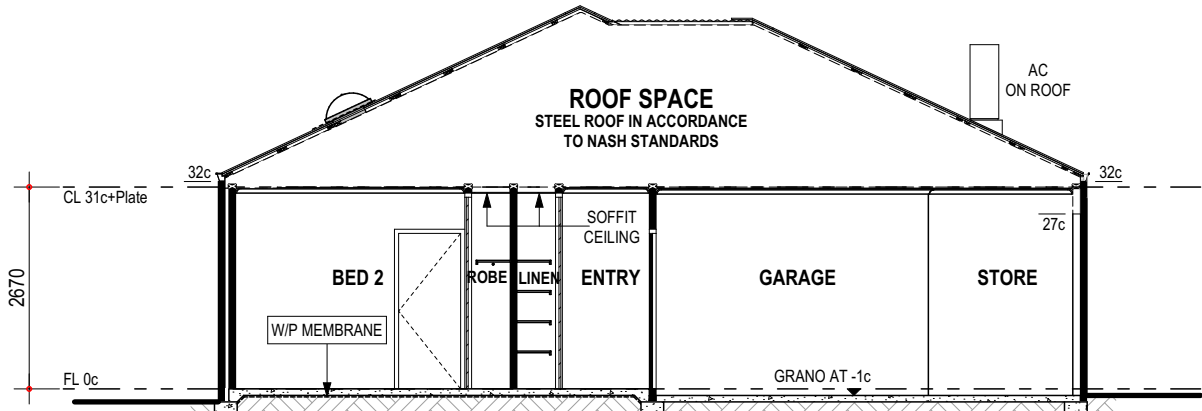 AC
ON ROOF
ROOF SPACE
STEEL ROOF IN ACCORDANCE
TO NASH STANDARDS
32c
32c
CL 31c+Plate
SOFFIT
CEILING
27c
2670
BED 2
ROBE
LINEN
ENTRY
GARAGE
STORE
W/P MEMBRANE
FL 0c
GRANO AT -1c